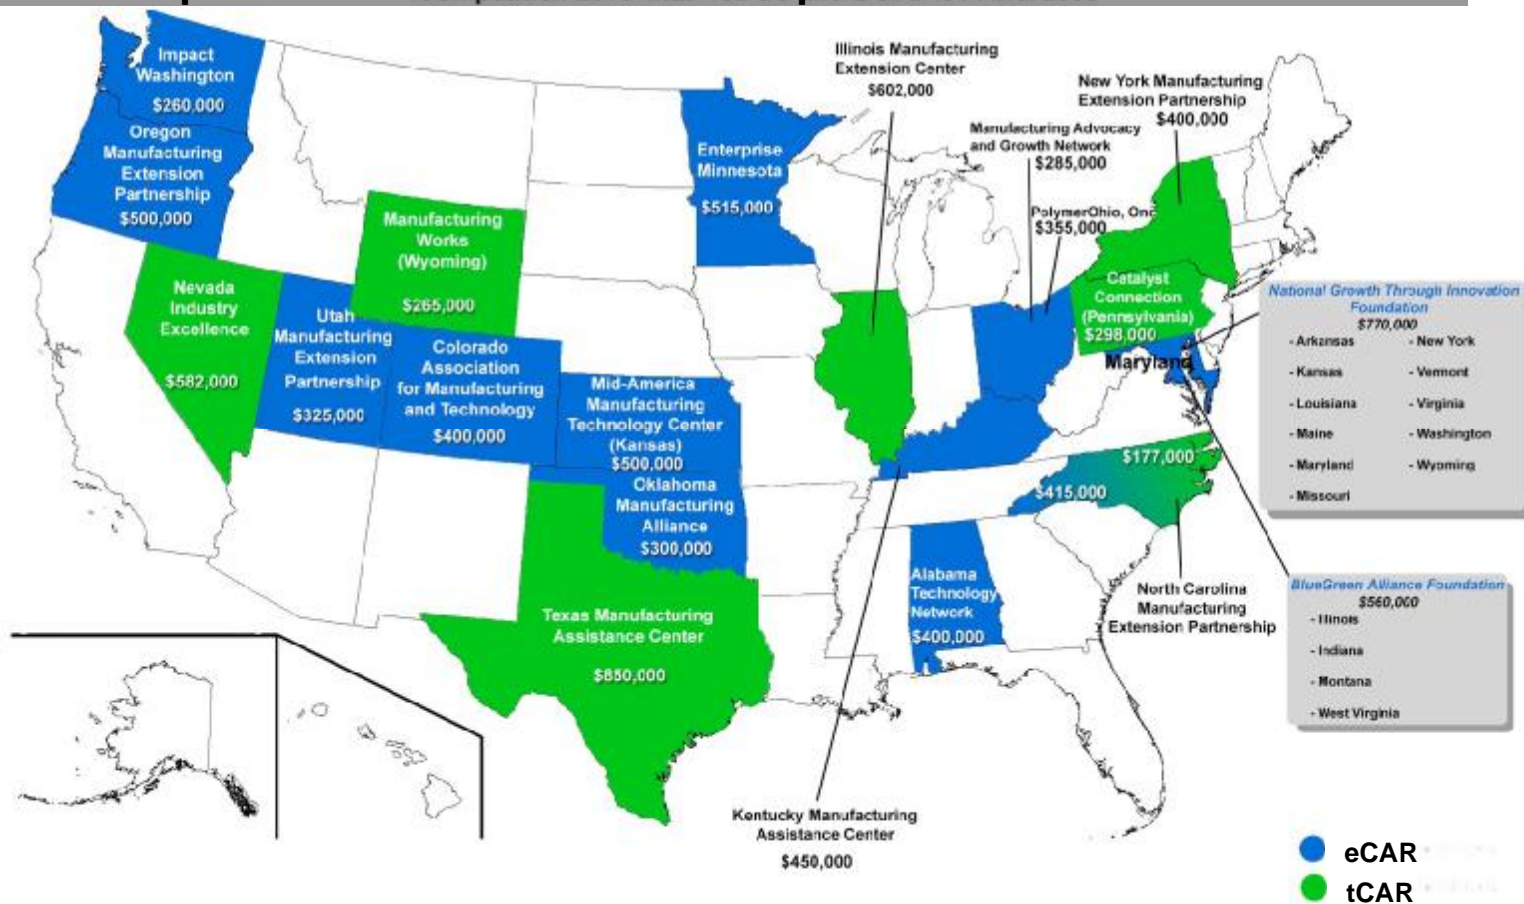 Impact
Washington
$260,000
Oregon
Manufacturing
Extension
Partnership
$500,000
Nevada
Industry
Excellence
$582,000
Utah
Manufacturing
Extension
Partnership
$325,000
Manufacturing
Works
(Wyoming)
$265,000
Colorado
Association
for Manufacturing
and Technology
$400,000
Mid-America
Manufacturing
Technology Center
(Kansas)
$500,000
Oklahoma
Manufacturing
Alliance
$300,000
Texas Manufacturing
Assistance Center
$850,000
Enterprise
Minnesota
$515,000
Illinois Manufacturing
Extension Center
$602,000
New York Manufacturing
Extension Partnership
$400,000
Manufacturing Advocacy
and Growth Network
$285,000
PolymerOhio, Onc
$355,000
Catalyst
Connection
(Pennsylvania)
$298,000
Maryland
$177,000
$415,000
North Carolina
Manufacturing
Extension Partnership
Alabama
Technology
Network
$400,000
Kentucky Manufacturing
Assistance Center
$450,000
National Growth Through Innovation
Foundation
$770,000
- Arkansas - New York
- Kansas - Vermont
- Louisiana - Virginia
- Maine - Washington
- Maryland - Wyoming
- Missouri
BlueGreen Alliance Foundation
$560,000
- Illinois
- Indiana
- Montana
- West Virginia
eCAR
tCAR